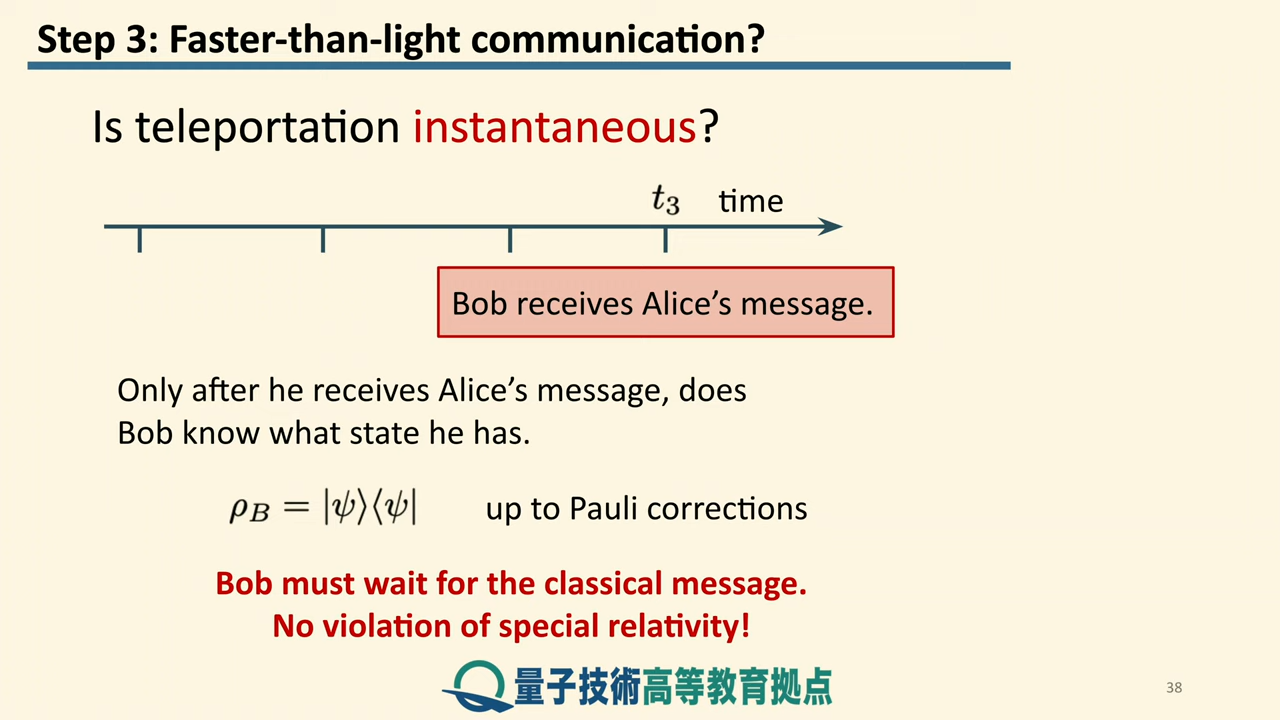 Step 3: Faster-than-light communication?
Is teleportation instantaneous?
t₃ time
Bob receives Alice’s message.
Only after he receives Alice’s message, does
Bob know what state he has.
ρ_B = |ψ⟩⟨ψ| up to Pauli corrections
Bob must wait for the classical message.
No violation of special relativity!
量子技術高等教育拠点
38